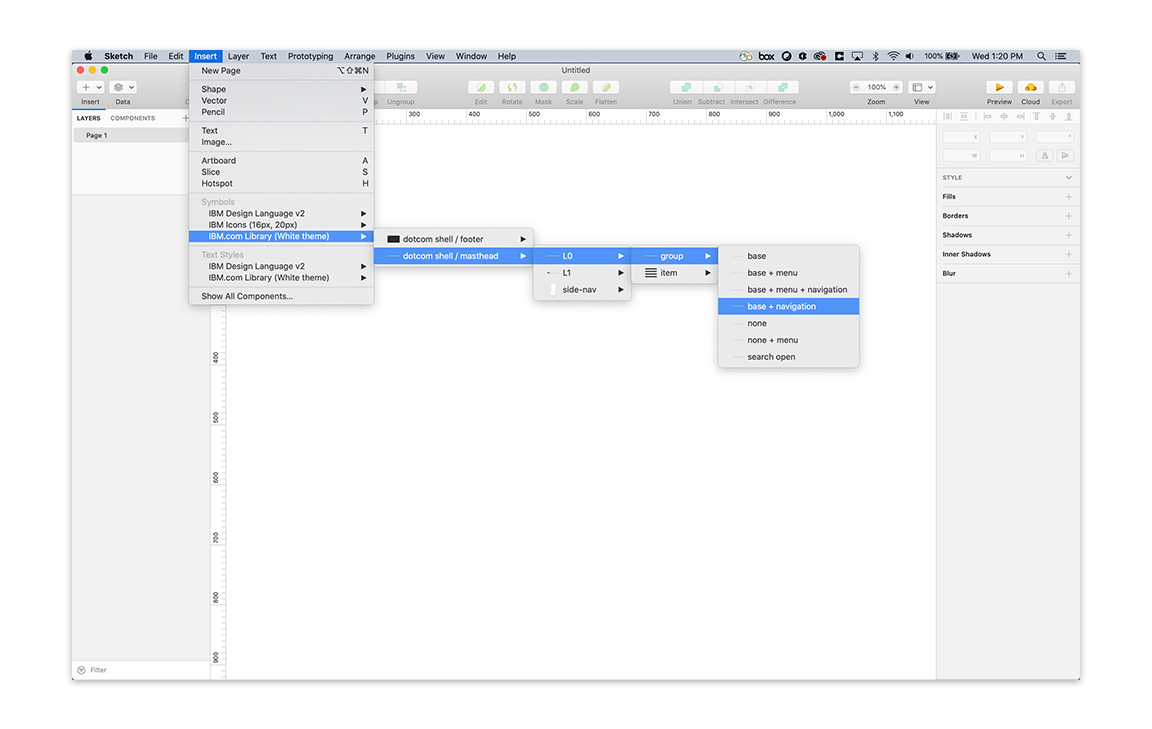 Sketch File Edit Insert Layer Text Prototyping Arrange Plugins View Window Help box 100% Wed 1:20 PM
Untitled
New Page ⌥⇧⌘N
Shape
Vector V
Pencil P
Text T
Image...
Artboard A
Slice S
Hotspot H
Symbols
IBM Design Language v2
IBM Icons (16px, 20px)
IBM.com Library (White theme)
Text Styles
IBM Design Language v2
IBM.com Library (White theme)
Show All Components...
Insert Data Ungroup Edit Rotate Mask Scale Flatten Union Subtract Intersect Difference 100% Zoom View Preview Cloud Export
LAYERS COMPONENTS
Page 1
300 400 500 600 700 800 900 1,000 1,100
dotcom shell / footer
dotcom shell / masthead
L0
L1
side-nav
group
item
base
base + menu
base + menu + navigation
base + navigation
none
none + menu
search open
400
500
600
700
800
900
X Y °
W H
STYLE
Fills
Borders
Shadows
Inner Shadows
Blur
Filter